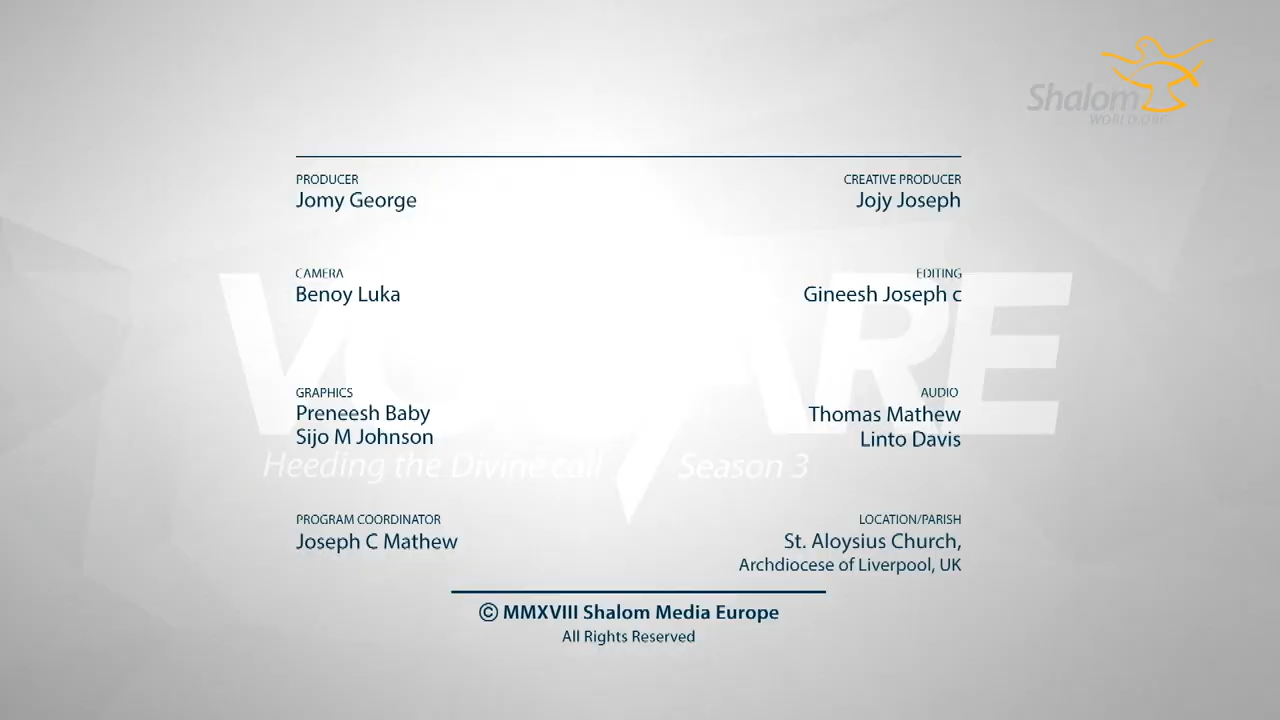 Shalom
WORLD.ORG
PRODUCER
Jomy George
CREATIVE PRODUCER
Jojy Joseph
CAMERA
Benoy Luka
EDITING
Gineesh Joseph c
GRAPHICS
Preneesh Baby
Sijo M Johnson
AUDIO
Thomas Mathew
Linto Davis
Heeding the Divine call
Season 3
PROGRAM COORDINATOR
Joseph C Mathew
LOCATION/PARISH
St. Aloysius Church,
Archdiocese of Liverpool, UK
© MMXVIII Shalom Media Europe
All Rights Reserved